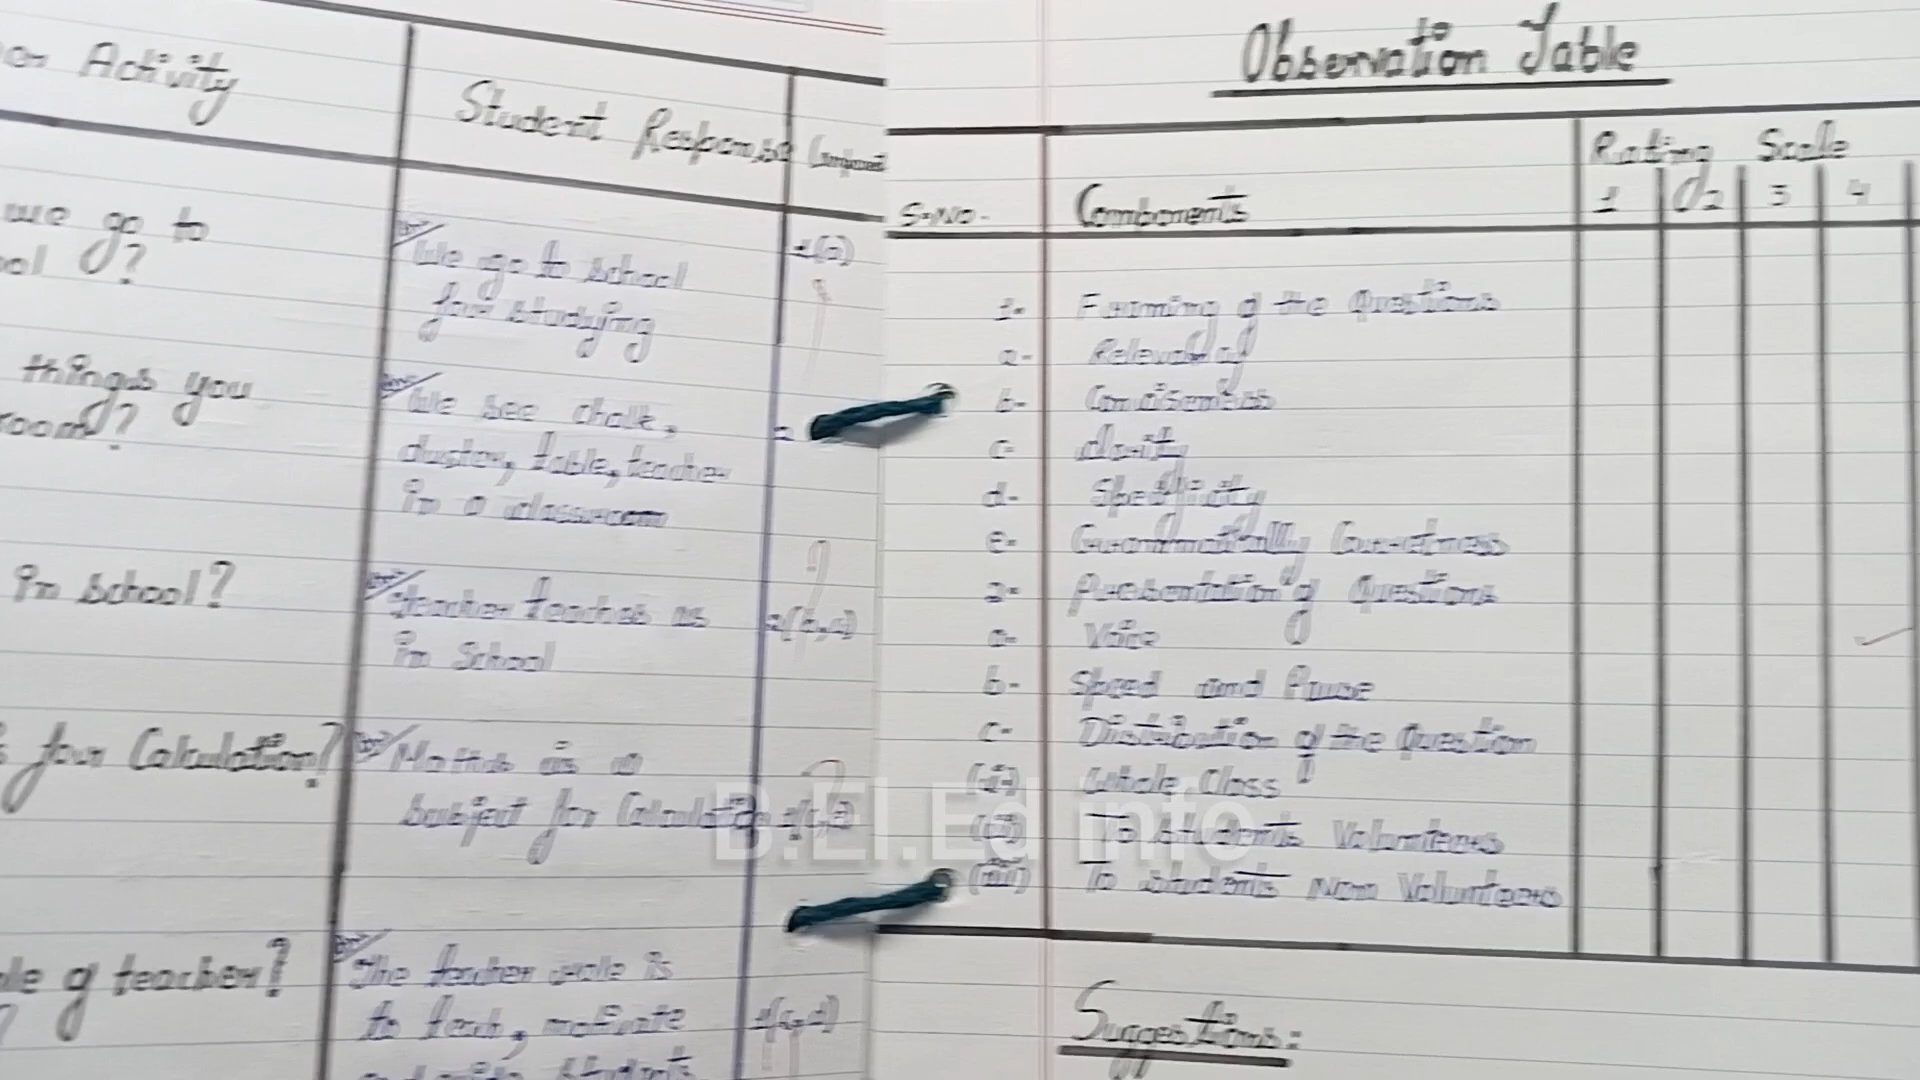 Activity
Student Response
we go to
?
We go to school
for studying
1(a)
things you
room?
We see chalk,
duster, table, teacher
in a classroom
in school?
Teacher teaches us
in School
2(b,c)
for Calculation?
Maths is a
subject for Calculation
of teacher?
The teacher role is
to teach, motivate
students
Observation Table
S.No.
Components
Rating Scale
1 2 3 4
1- Framing of the Questions
a- Relevancy
b- Conciseness
c- Clarity
d- Specificity
e- Grammatically Correctness
2- Presentation of Questions
a- Voice
b- Speed and Pause
c- Distribution of the Question
(i) Whole Class
(ii) To students Volunteers
(iii) To students Non Volunteers
Suggestions:
B.El.Ed info